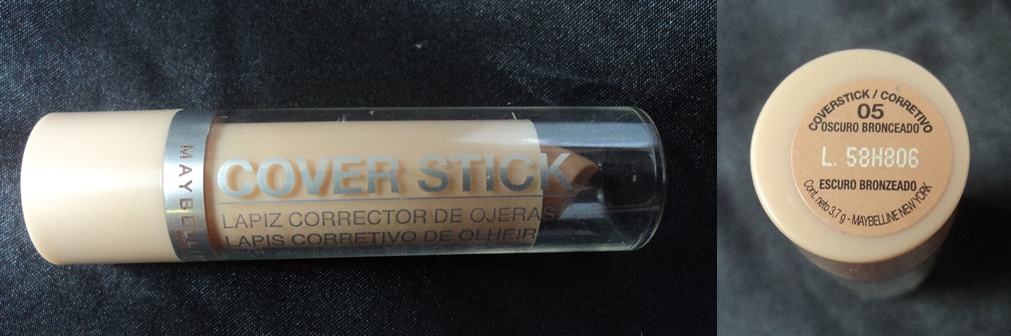 MAYBELLINE
COVER STICK
LAPIZ CORRECTOR DE OJERAS
LAPIS CORRETIVO DE OLHEIR
COVERSTICK / CORRETIVO
05
OSCURO BRONCEADO
L. 58H806
ESCURO BRONZEADO
Cont. neto 3,7 g - MAYBELLINE NEW YORK